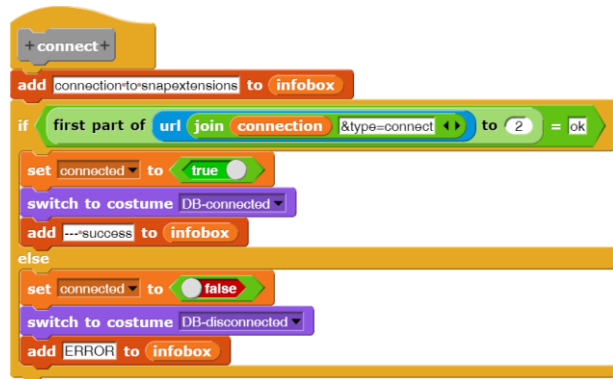 +connect+
add connection to snapextensions to infobox
if first part of url join connection &type=connect to 2 = ok
set connected to true
switch to costume DB-connected
add --- success to infobox
else
set connected to false
switch to costume DB-disconnected
add ERROR to infobox